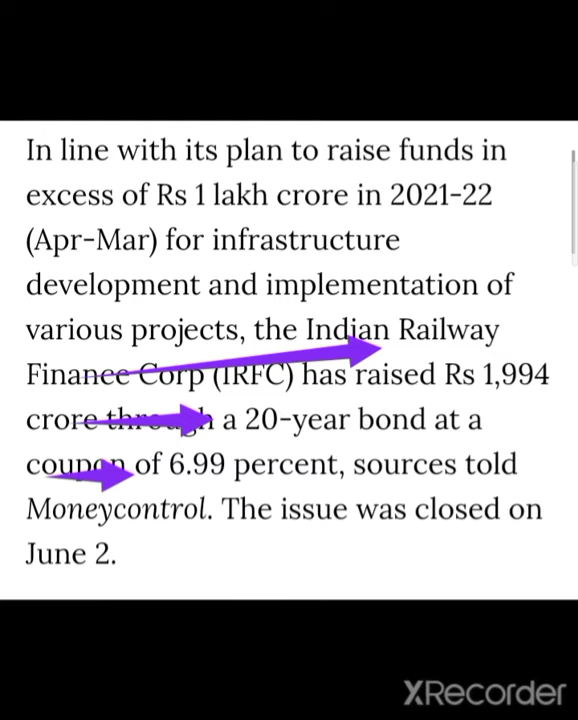 In line with its plan to raise funds in
excess of Rs 1 lakh crore in 2021-22
(Apr-Mar) for infrastructure
development and implementation of
various projects, the Indian Railway
Finance Corp (IRFC) has raised Rs 1,994
crore through a 20-year bond at a
coupon of 6.99 percent, sources told
Moneycontrol. The issue was closed on
June 2.
XRecorder